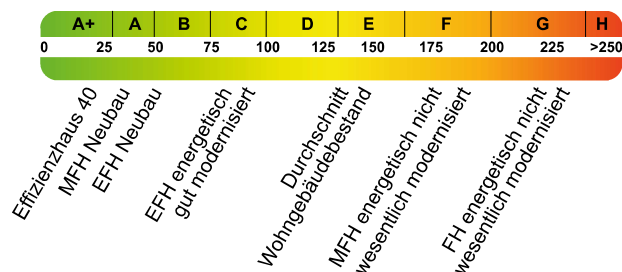 A+ A B C D E F G H
0 25 50 75 100 125 150 175 200 225 >250
Effizienzhaus 40
MFH Neubau
EFH Neubau
EFH energetisch
gut modernisiert
Durchschnitt
Wohngebäudebestand
MFH energetisch nicht
wesentlich modernisiert
FH energetisch nicht
wesentlich modernisiert